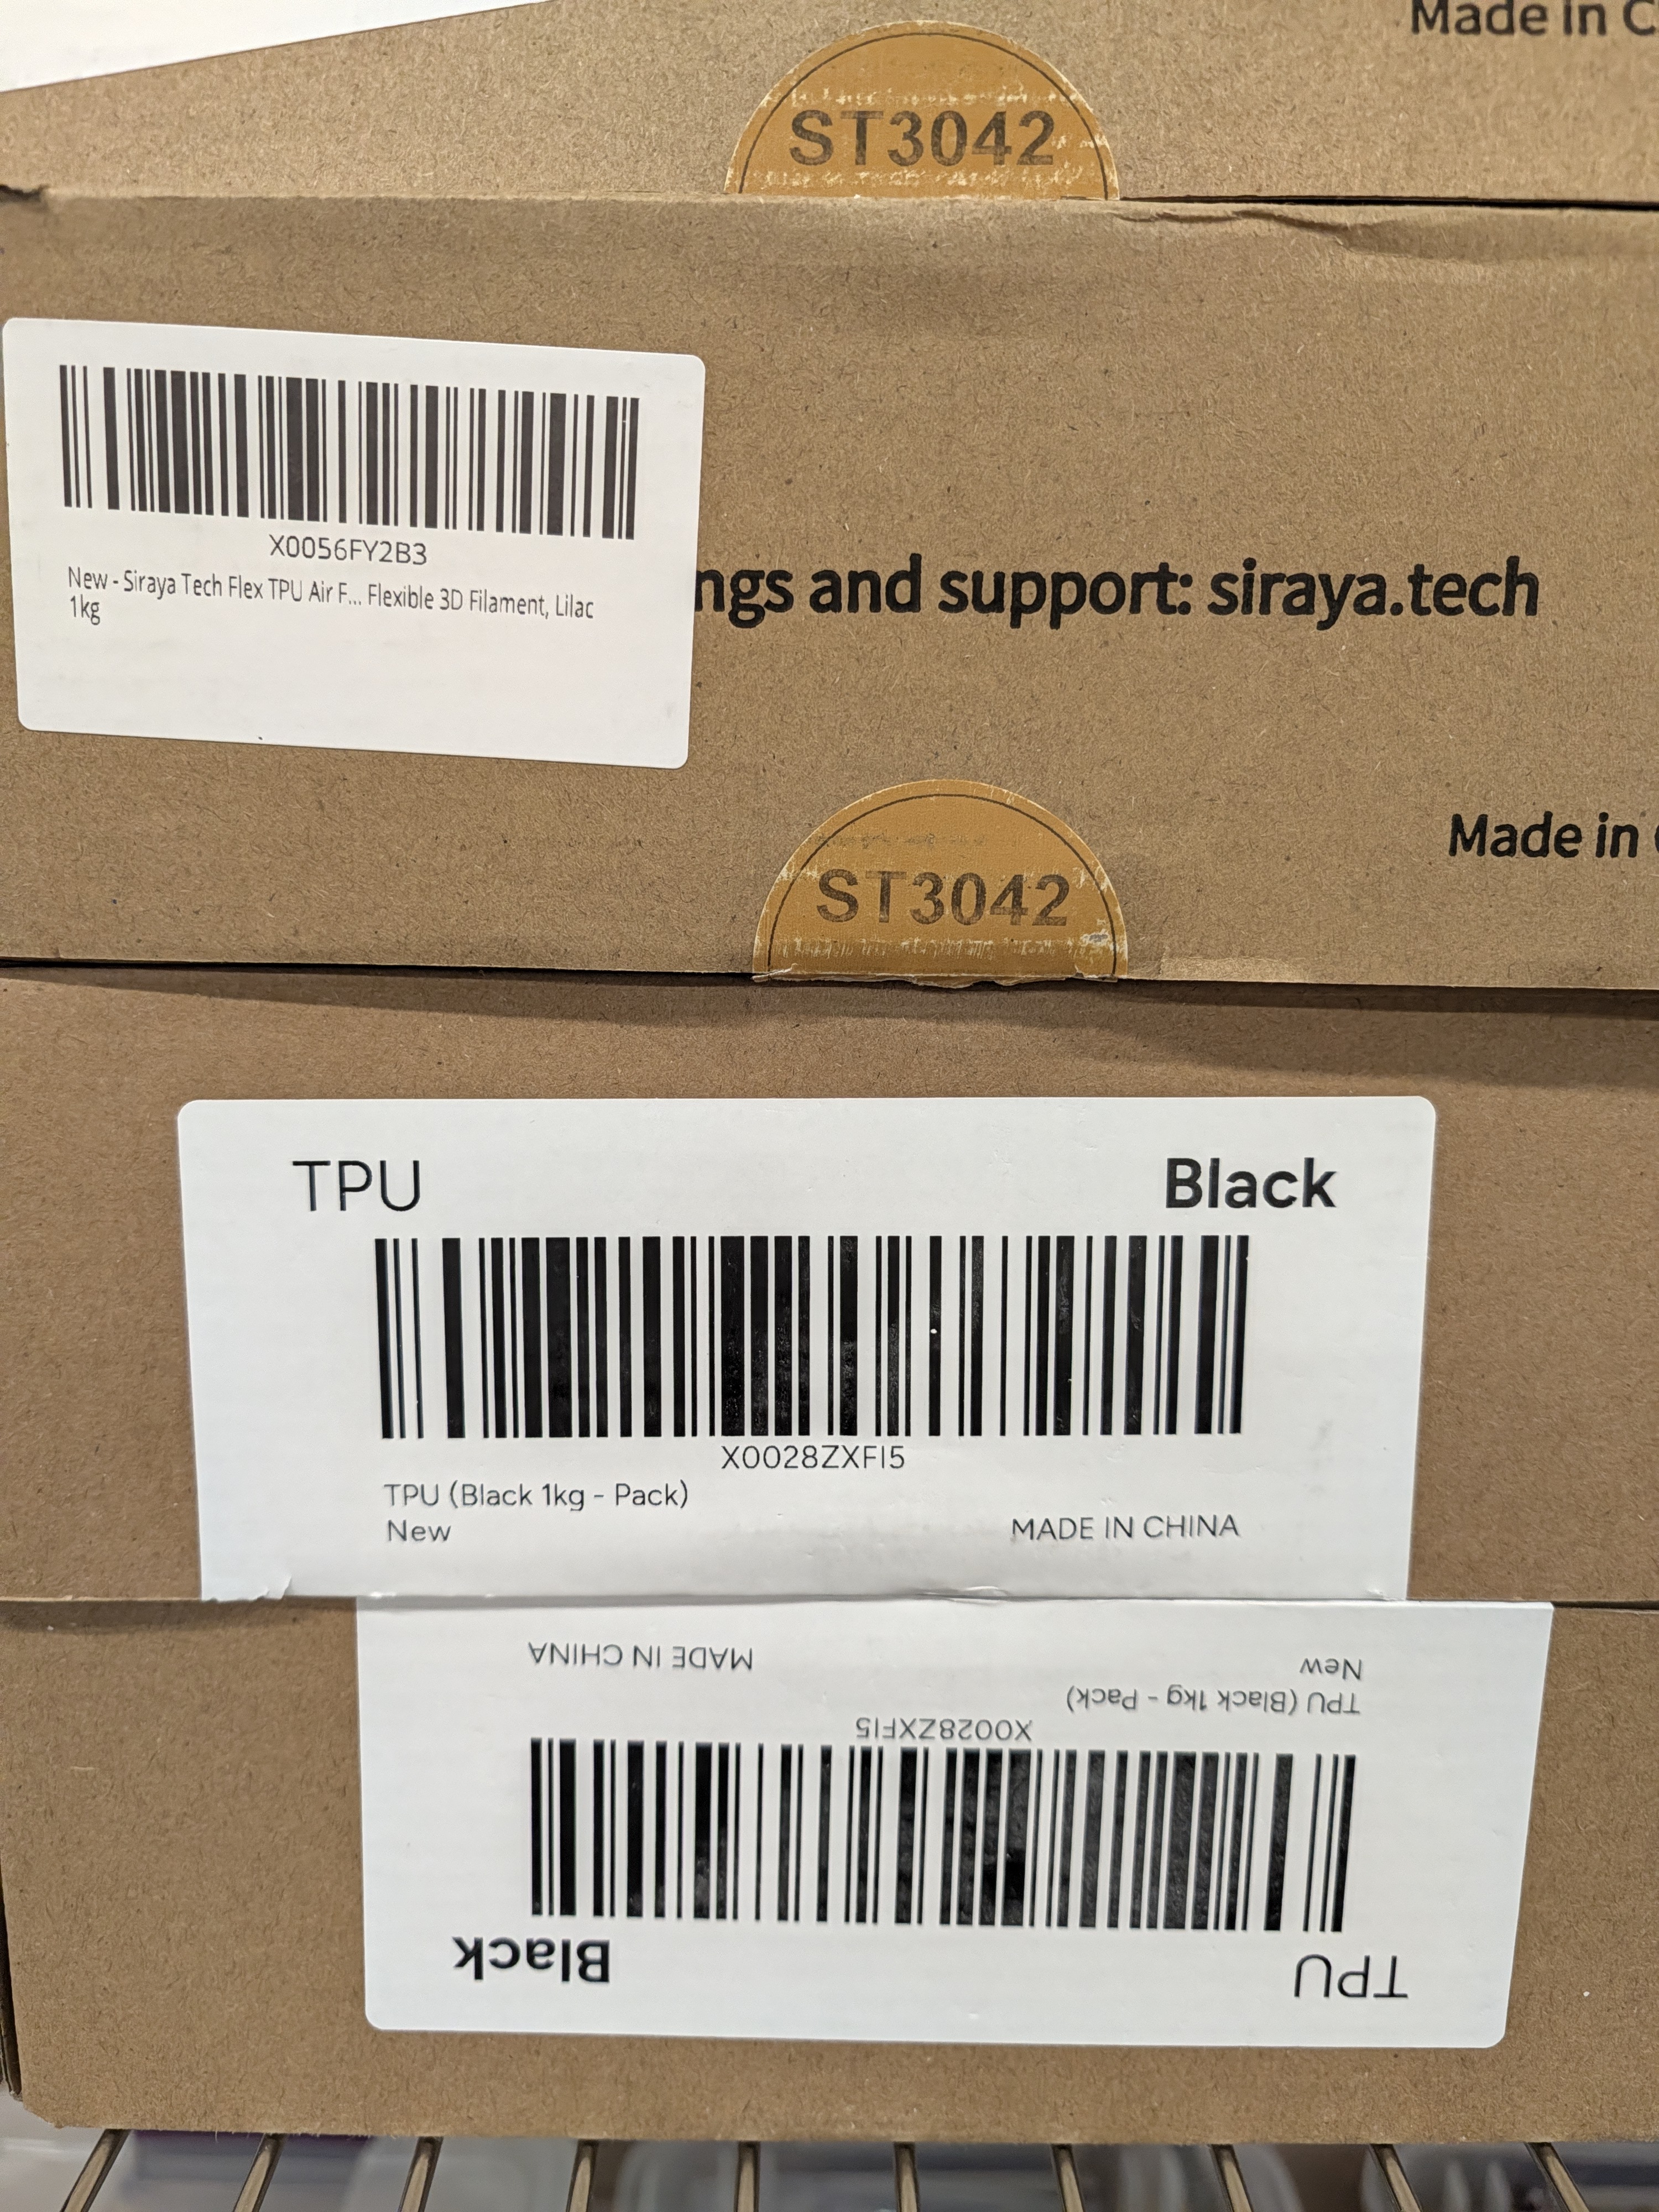 Made in C
ST3042
X0056FY2B3
New - Siraya Tech Flex TPU Air F... Flexible 3D Filament, Lilac
1kg
ngs and support: siraya.tech
Made in
ST3042
TPU Black
X0028ZXFI5
TPU (Black 1kg - Pack)
New
MADE IN CHINA
TPU Black
X0028ZXFI5
TPU (Black 1kg - Pack)
New
MADE IN CHINA